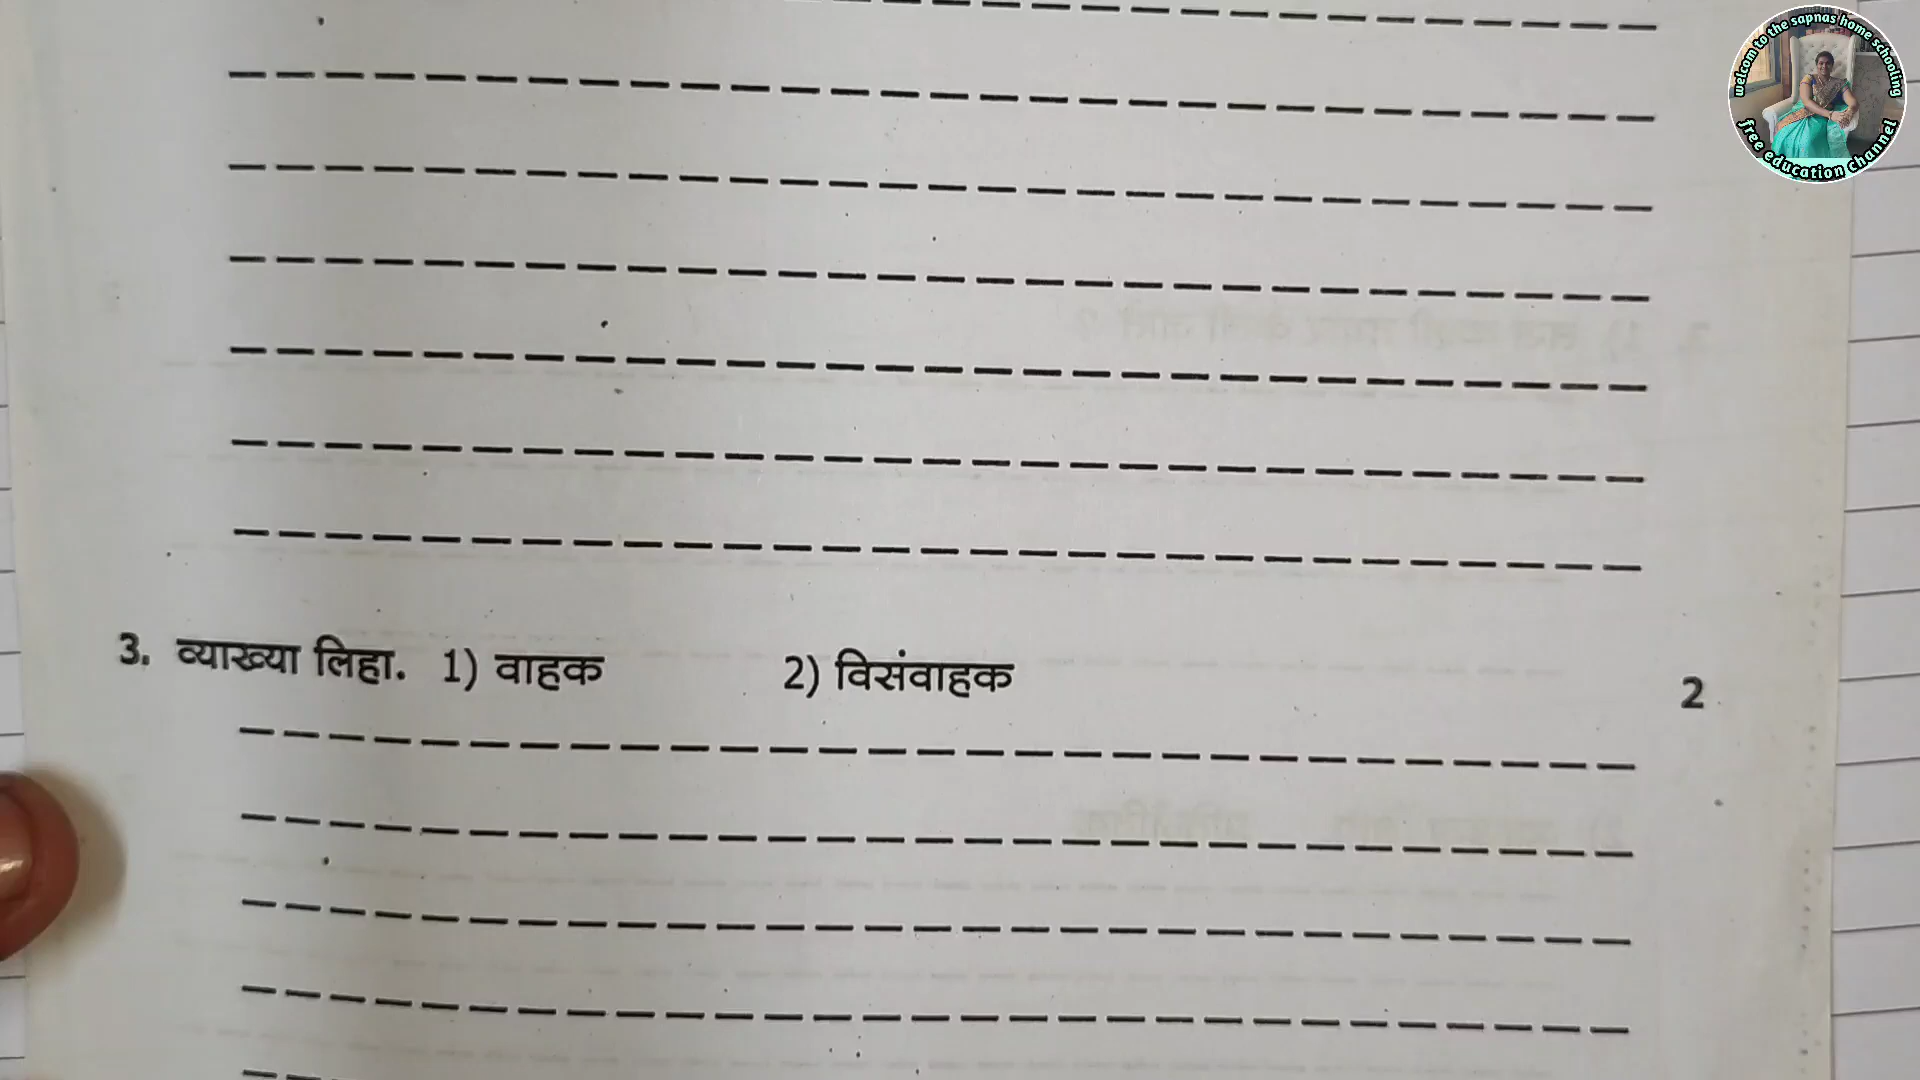 welcom to the sapnas home schooling
free education channel
3. व्याख्या लिहा. 1) वाहक 2) विसंवाहक 2